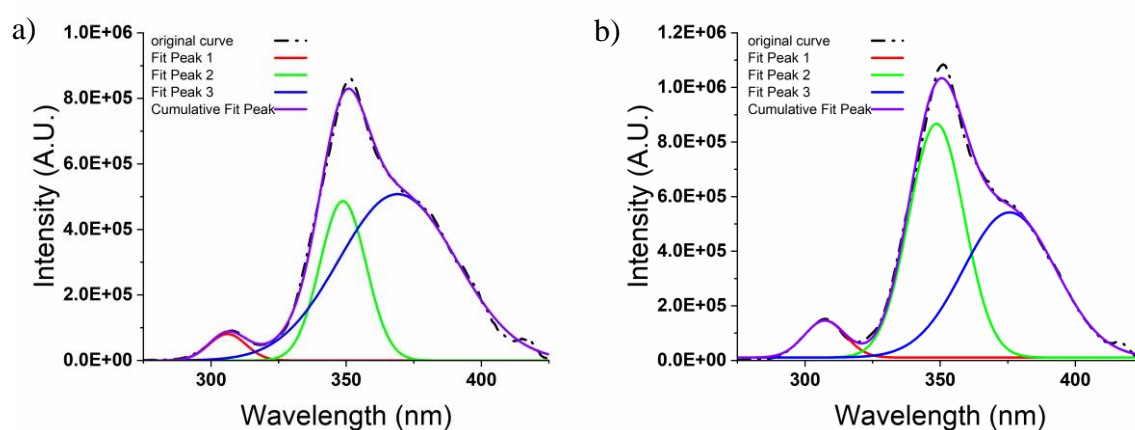 a)
original curve
Fit Peak 1
Fit Peak 2
Fit Peak 3
Cumulative Fit Peak
1.0E+06
8.0E+05
6.0E+05
4.0E+05
2.0E+05
0.0E+00
Intensity (A.U.)
300
350
400
Wavelength (nm)
b)
original curve
Fit Peak 1
Fit Peak 2
Fit Peak 3
Cumulative Fit Peak
1.2E+06
1.0E+06
8.0E+05
6.0E+05
4.0E+05
2.0E+05
0.0E+00
Intensity (A.U.)
300
350
400
Wavelength (nm)